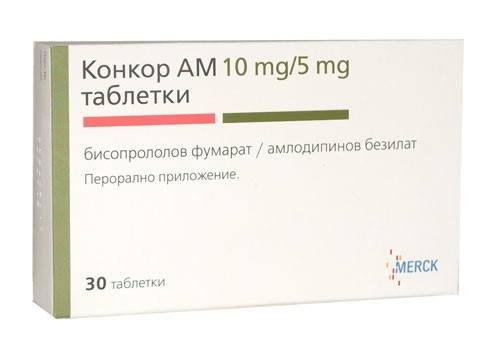 Конкор АМ 10 mg/5 mg
таблетки
бисопрололов фумарат / амлодипинов безилат
Перорално приложение.
30 таблетки
MERCK